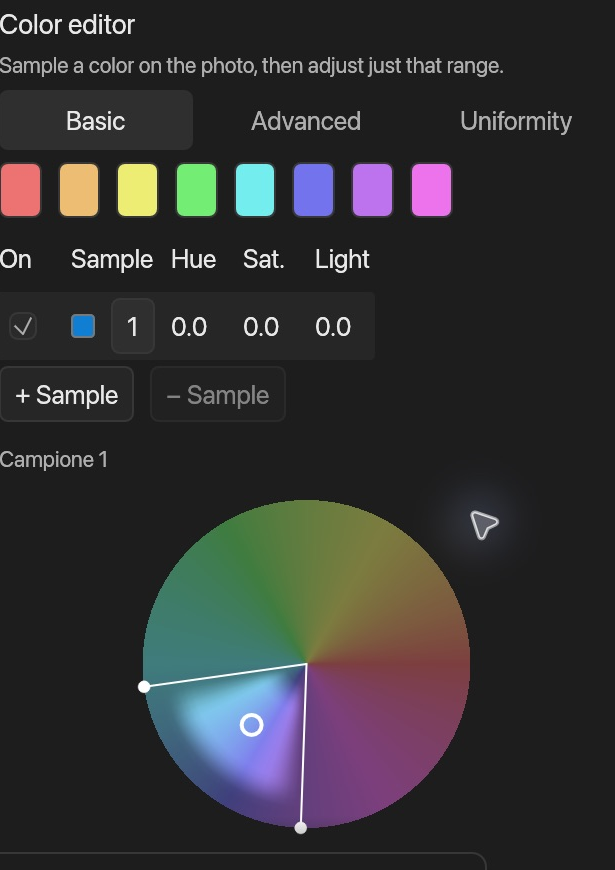 Color editor
Sample a color on the photo, then adjust just that range.
Basic Advanced Uniformity
On Sample Hue Sat. Light
1 0.0 0.0 0.0
+ Sample – Sample
Campione 1